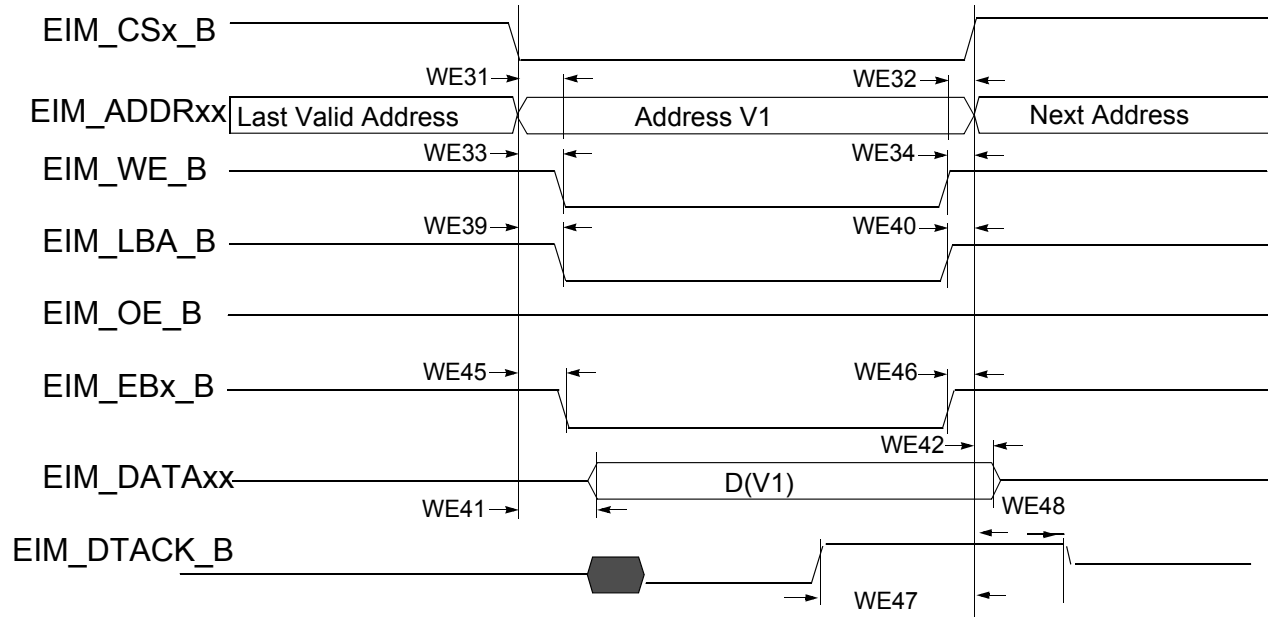 EIM_CSx_B
WE31
WE32
EIM_ADDRxx
Last Valid Address
Address V1
Next Address
WE33
WE34
EIM_WE_B
WE39
WE40
EIM_LBA_B
EIM_OE_B
WE45
WE46
EIM_EBx_B
WE42
EIM_DATAxx
D(V1)
WE41
WE48
EIM_DTACK_B
WE47